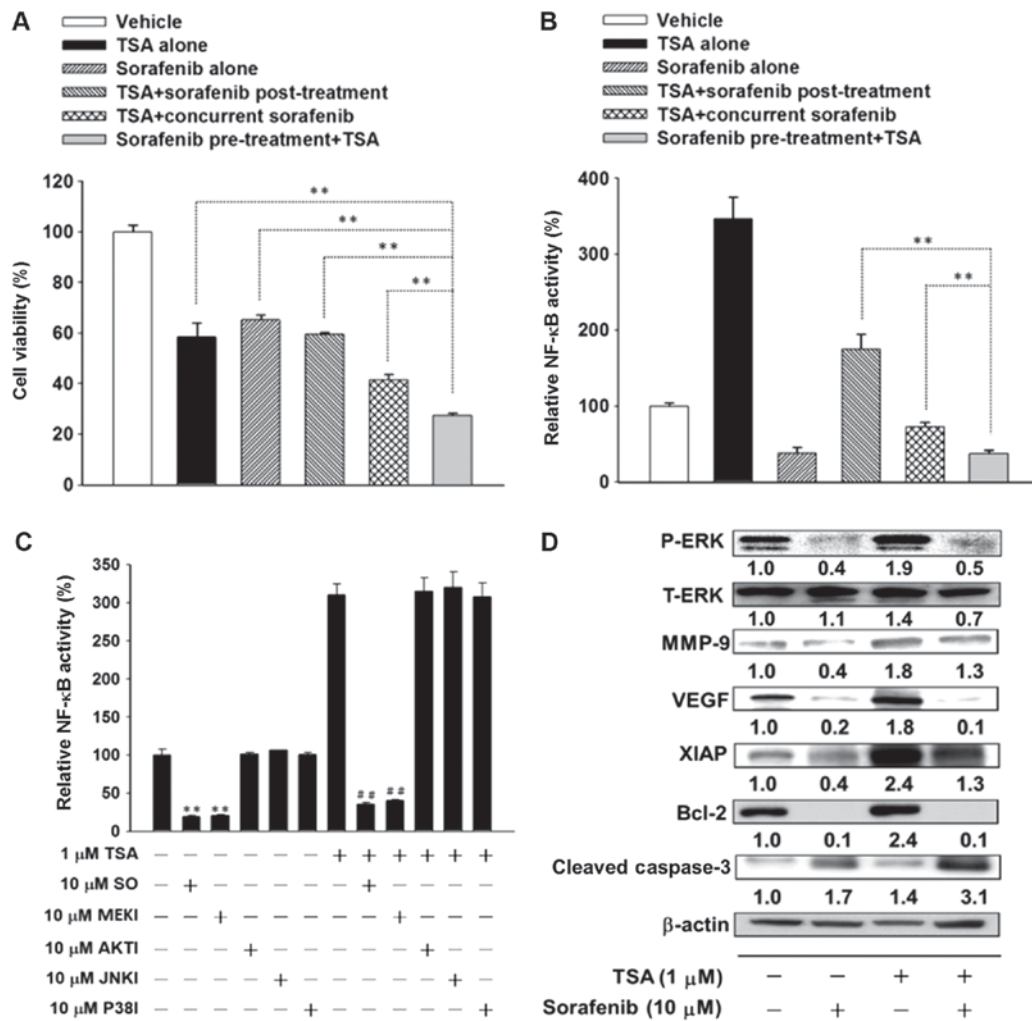 A
Vehicle
TSA alone
Sorafenib alone
TSA+sorafenib post-treatment
TSA+concurrent sorafenib
Sorafenib pre-treatment+TSA
Cell viability (%)
120
100
80
60
40
20
0
**
**
**
**
B
Vehicle
TSA alone
Sorafenib alone
TSA+sorafenib post-treatment
TSA+concurrent sorafenib
Sorafenib pre-treatment+TSA
Relative NF-κB activity (%)
400
300
200
100
0
**
**
C
Relative NF-κB activity (%)
350
300
250
200
150
100
50
0
** ** ## ##
1 μM TSA − − − − − − + + + + + +
10 μM SO − + − − − − − + − − − −
10 μM MEKI − − + − − − − − + − − −
10 μM AKTI − − − + − − − − − + − −
10 μM JNKI − − − − + − − − − − + −
10 μM P38I − − − − − + − − − − − +
D
P-ERK
1.0 0.4 1.9 0.5
T-ERK
1.0 1.1 1.4 0.7
MMP-9
1.0 0.4 1.8 1.3
VEGF
1.0 0.2 1.8 0.1
XIAP
1.0 0.4 2.4 1.3
Bcl-2
1.0 0.1 2.4 0.1
Cleaved caspase-3
1.0 1.7 1.4 3.1
β-actin
TSA (1 μM) − − + +
Sorafenib (10 μM) − + − +